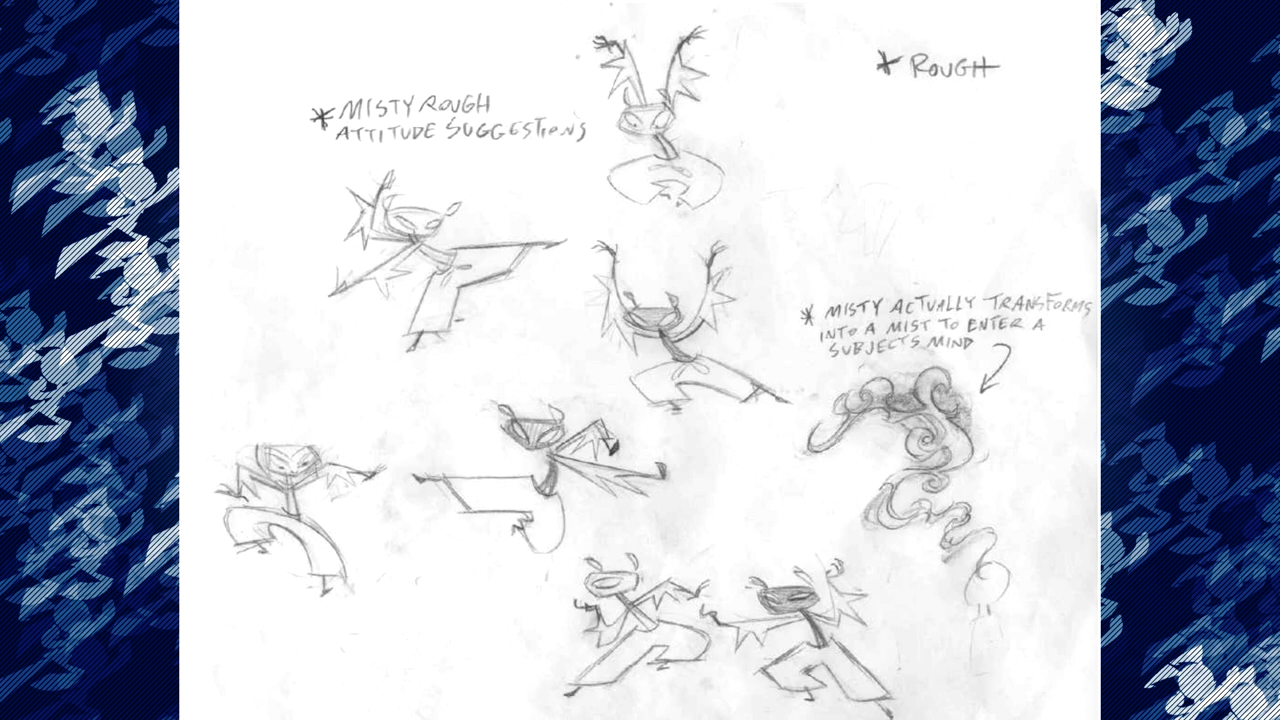 * ROUGH
* MISTY ROUGH
ATTITUDE SUGGESTIONS
* MISTY ACTUALLY TRANSFORMS
INTO A MIST TO ENTER A
SUBJECTS MIND